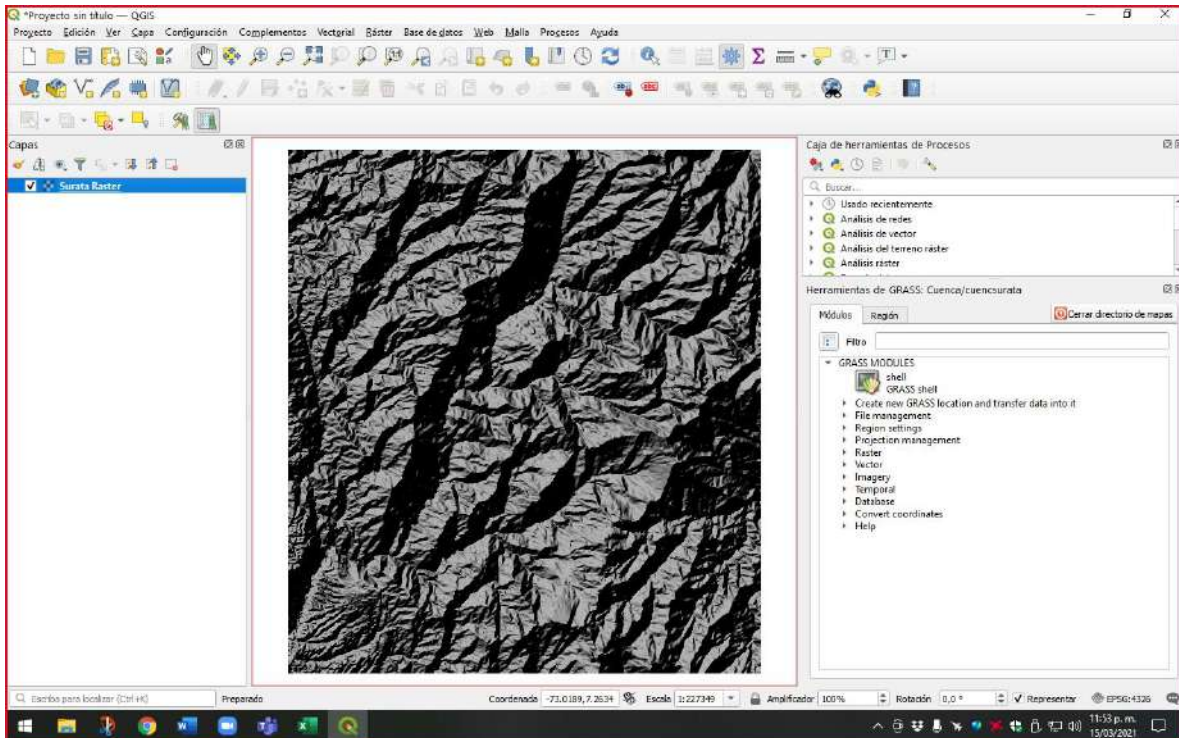 *Proyecto sin título — QGIS
Proyecto Edición Ver Capa Configuración Complementos Vectorial Ráster Base de datos Web Malla Procesos Ayuda
Capas
Surata Raster
Caja de herramientas de Procesos
Buscar...
Usado recientemente
Análisis de redes
Análisis de vector
Análisis del terreno ráster
Análisis ráster
Herramientas de GRASS: Cuenca/cuencsurata
Módulos Región Cerrar directorio de mapas
Filtro
GRASS MODULES
shell
GRASS shell
Create new GRASS location and transfer data into it
File management
Region settings
Projection management
Raster
Vector
Imagery
Temporal
Database
Convert coordinates
Help
Escriba para localizar (Ctrl+K) Preparado Coordenada -73.0189,7.2634 Escala 1:227349 Amplificador 100% Rotación 0,0 ° Representar EPSG:4326
11:53 p. m.
15/03/2021